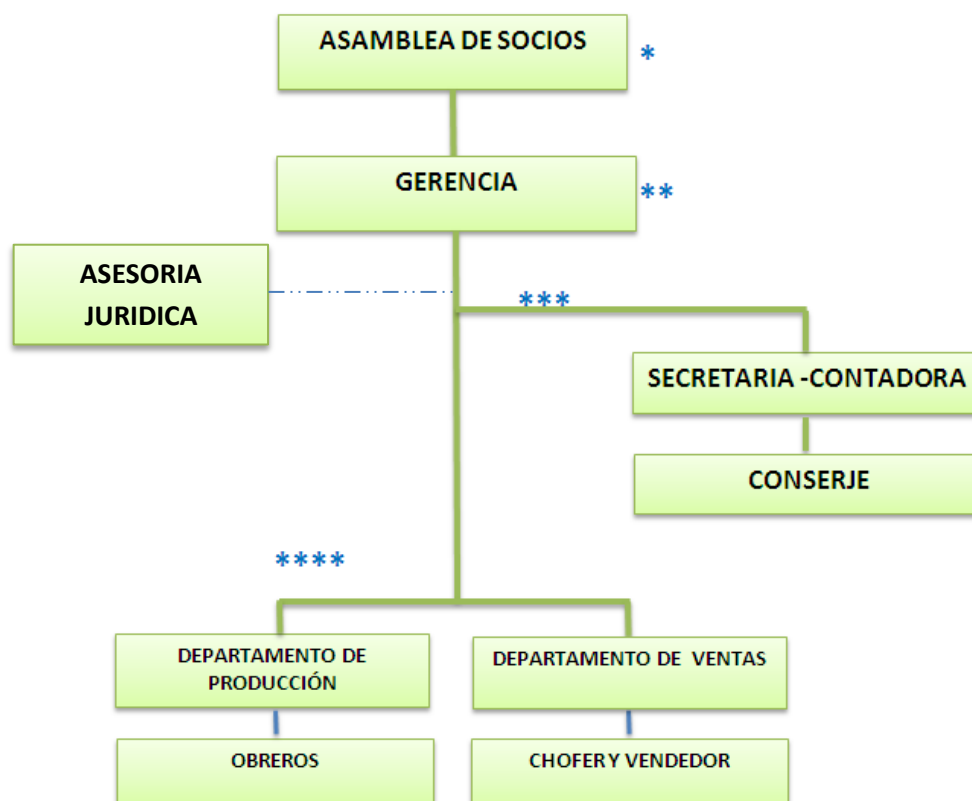 ASAMBLEA DE SOCIOS
*
GERENCIA
**
ASESORIA
JURIDICA
***
SECRETARIA -CONTADORA
CONSERJE
****
DEPARTAMENTO DE
PRODUCCIÓN
DEPARTAMENTO DE VENTAS
OBREROS
CHOFER Y VENDEDOR